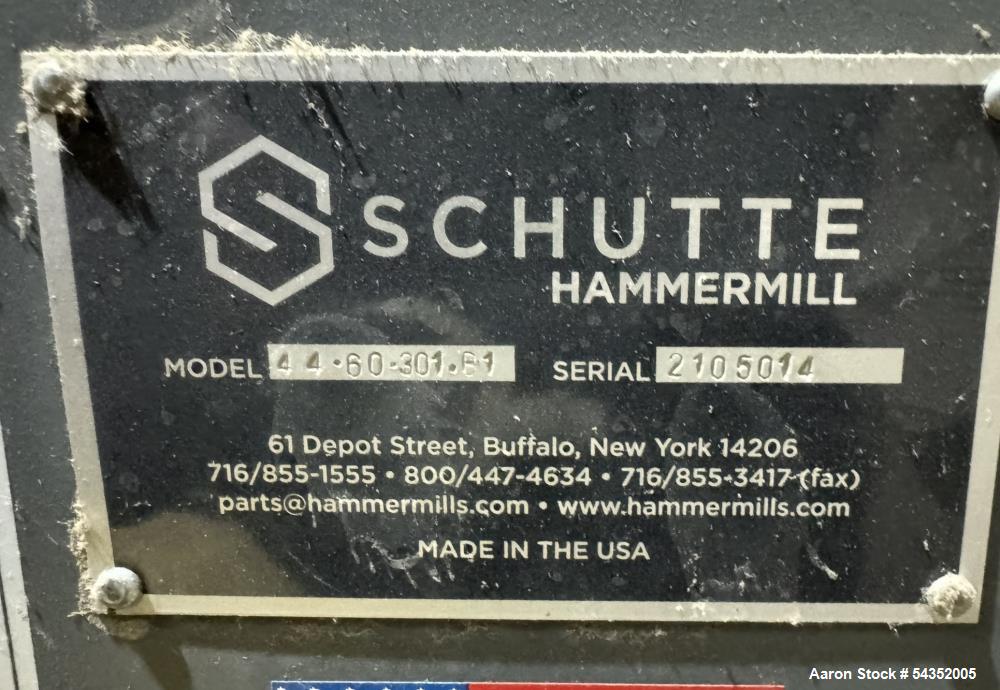 SCHUTTE
HAMMERMILL
MODEL 44-60-301.B1 SERIAL 2105014
61 Depot Street, Buffalo, New York 14206
716/855-1555 • 800/447-4634 • 716/855-3417 (fax)
parts@hammermills.com • www.hammermills.com
MADE IN THE USA
Aaron Stock # 54352005